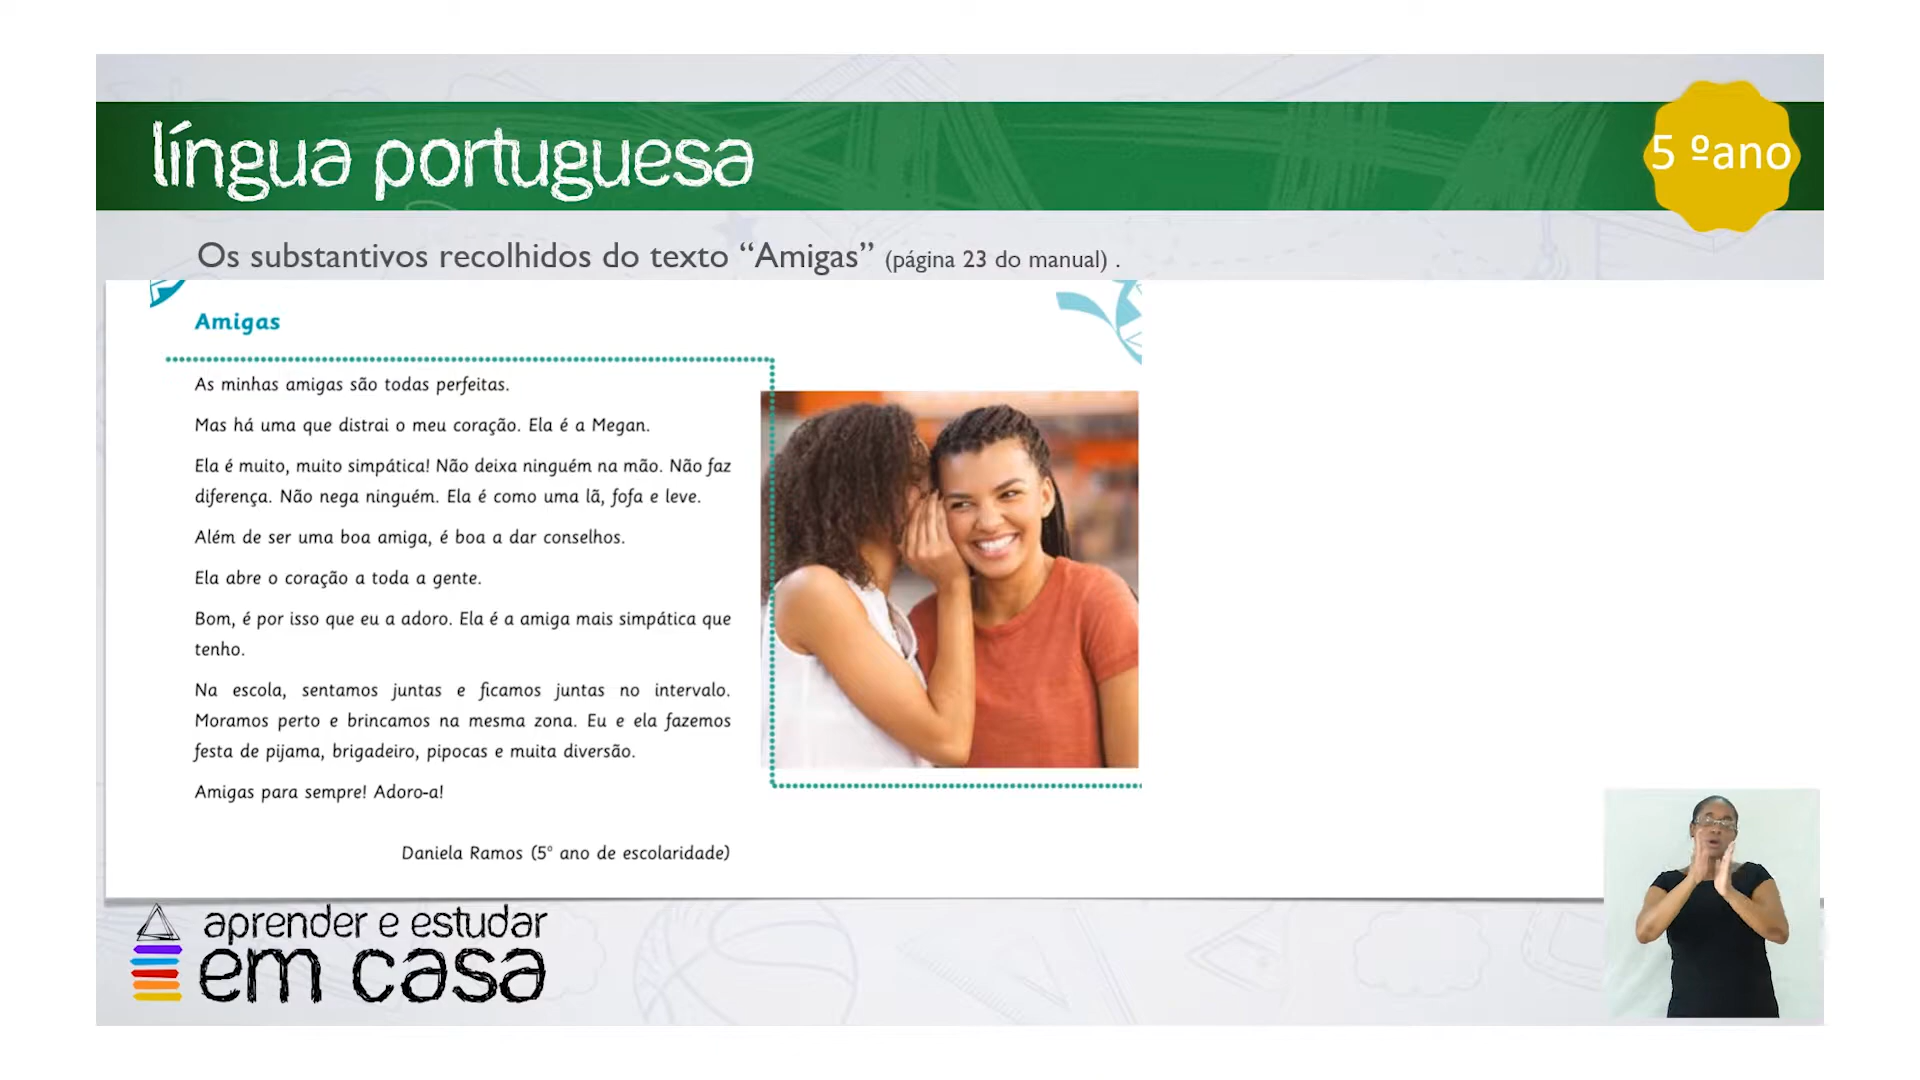 língua portuguesa
5 ºano
Os substantivos recolhidos do texto “Amigas” (página 23 do manual) .
Amigas
As minhas amigas são todas perfeitas.
Mas há uma que distrai o meu coração. Ela é a Megan.
Ela é muito, muito simpática! Não deixa ninguém na mão. Não faz
diferença. Não nega ninguém. Ela é como uma lã, fofa e leve.
Além de ser uma boa amiga, é boa a dar conselhos.
Ela abre o coração a toda a gente.
Bom, é por isso que eu a adoro. Ela é a amiga mais simpática que
tenho.
Na escola, sentamos juntas e ficamos juntas no intervalo.
Moramos perto e brincamos na mesma zona. Eu e ela fazemos
festa de pijama, brigadeiro, pipocas e muita diversão.
Amigas para sempre! Adoro-a!
Daniela Ramos (5° ano de escolaridade)
aprender e estudar
em casa